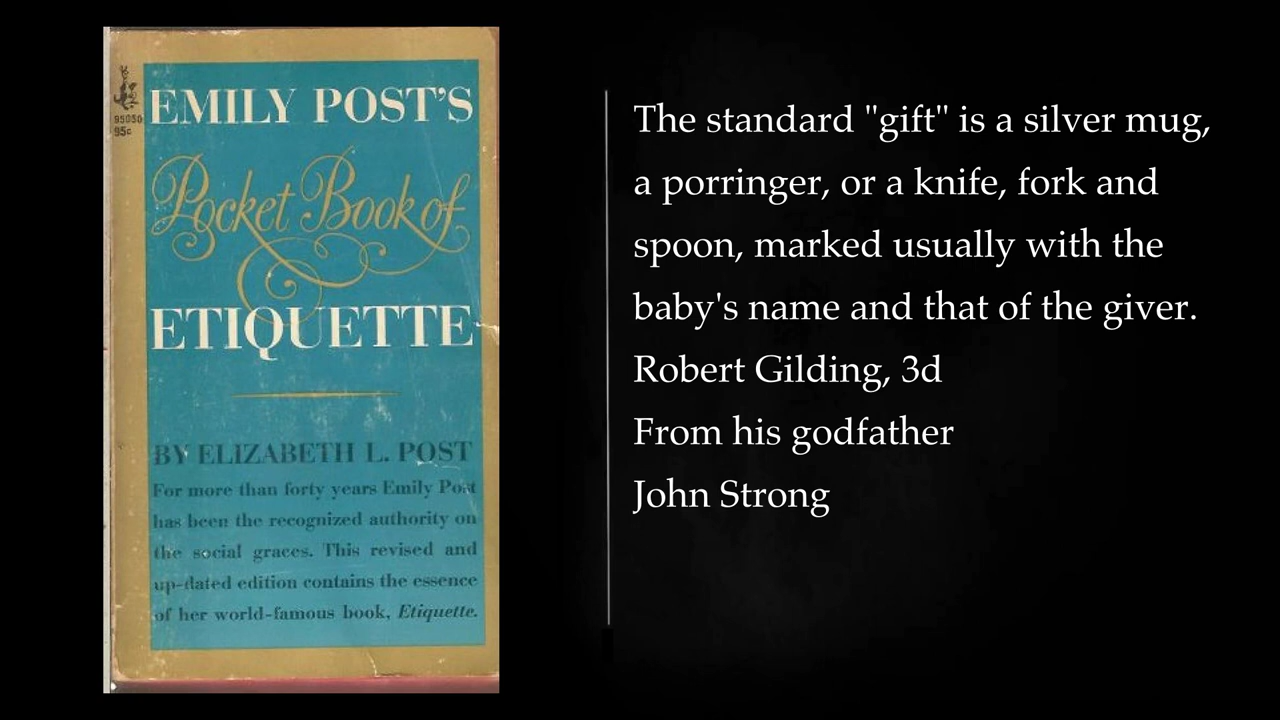 EMILY POST'S
95050
95c
Pocket Book of
ETIQUETTE
BY ELIZABETH L. POST
For more than forty years Emily Post
has been the recognized authority on
the social graces. This revised and
up-dated edition contains the essence
of her world-famous book, Etiquette.
The standard "gift" is a silver mug,
a porringer, or a knife, fork and
spoon, marked usually with the
baby's name and that of the giver.
Robert Gilding, 3d
From his godfather
John Strong